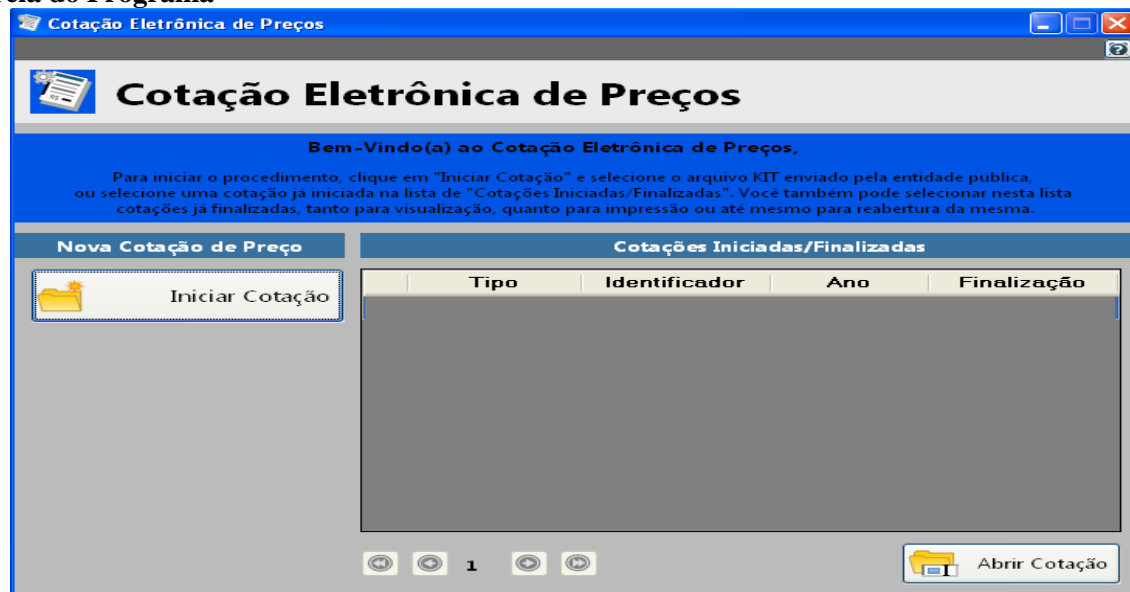 do Programa
Cotação Eletrônica de Preços
Cotação Eletrônica de Preços
Bem-Vindo(a) ao Cotação Eletrônica de Preços,
Para iniciar o procedimento, clique em "Iniciar Cotação" e selecione o arquivo KIT enviado pela entidade pública,
ou selecione uma cotação já iniciada na lista de "Cotações Iniciadas/Finalizadas". Você também pode selecionar nesta lista
cotações já finalizadas, tanto para visualização, quanto para impressão ou até mesmo para reabertura da mesma.
Nova Cotação de Preço
Cotações Iniciadas/Finalizadas
Iniciar Cotação
Tipo Identificador Ano Finalização
1
Abrir Cotação